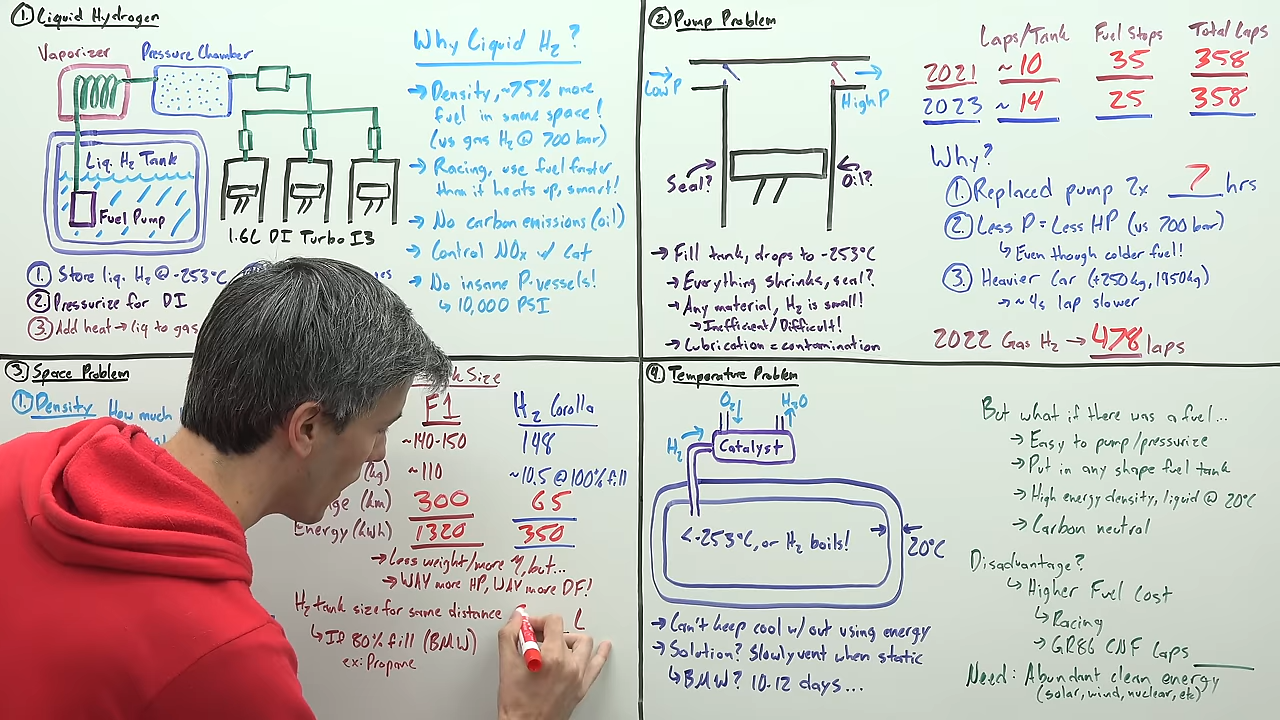 ① Liquid Hydrogen
Vaporizer
Pressure Chamber
Liq. H2 Tank
Fuel Pump
1.6L DI Turbo I3
① Store liq. H2 @ -253°C
② Pressurize for DI
③ Add heat → liq to gas
Why Liquid H2?
→ Density, ~75% more
fuel in same space!
(vs gas H2 @ 700 bar)
→ Racing, use fuel faster
than it heats up, smart!
→ No carbon emissions (oil)
→ Control NOx w/ Cat
→ No insane P-vessels!
↳ 10,000 PSI
② Pump Problem
Low P
High P
Seal?
Oil?
→ Fill tank, drops to -253°C
→ Everything shrinks, seal?
→ Any material, H2 is small!
→ Inefficient/Difficult!
→ Lubrication = contamination
Laps/Tank Fuel Stops Total Laps
2021 ~10 35 358
2023 ~14 25 358
Why?
① Replaced pump 2x 7 hrs
② Less P = Less HP (vs 700 bar)
↳ Even though colder fuel!
③ Heavier Car (+250kg, 1950kg)
↳ ~4s lap slower
2022 Gas H2 → 478 laps
③ Space Problem
① Density How much
Size
F1 H2 Corolla
~140-150 148
(kg) ~110 ~10.5 @ 100% fill
(km) 300 65
Energy (kWh) 1320 350
→ Less weight/more η, but...
→ WAY more HP, WAY more DF!
H2 tank size for same distance L
↳ If 80% fill (BMW)
ex: Propane
④ Temperature Problem
O2 H2O
H2 Catalyst
<-253°C, or H2 boils!
20°C
→ Can't keep cool w/out using energy
→ Solution? Slowly vent when static
↳ BMW? 10-12 days...
But what if there was a fuel...
→ Easy to pump/pressurize
→ Put in any shape fuel tank
→ High energy density, liquid @ 20°C
→ Carbon neutral
Disadvantage?
↳ Higher Fuel Cost
↳ Racing
→ GR86 CNF Laps
Need: Abundant clean energy
(solar, wind, nuclear, etc)